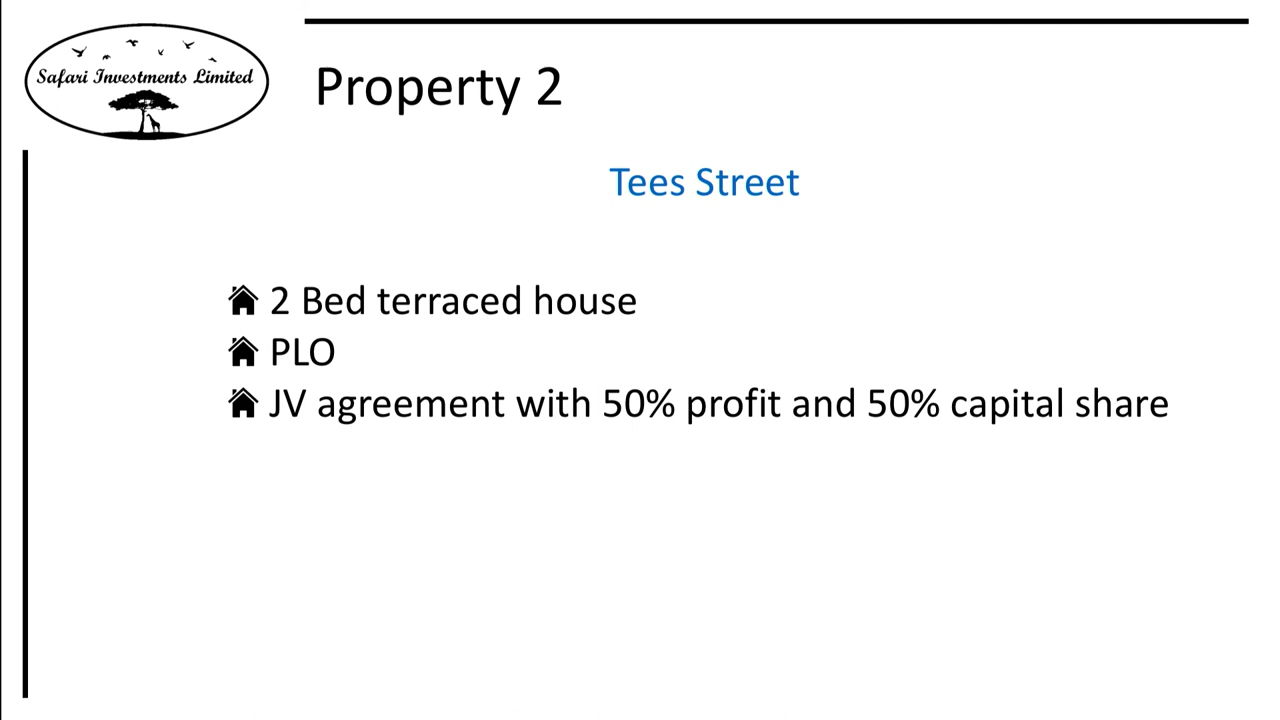 Safari Investments Limited
Property 2
Tees Street
2 Bed terraced house
PLO
JV agreement with 50% profit and 50% capital share